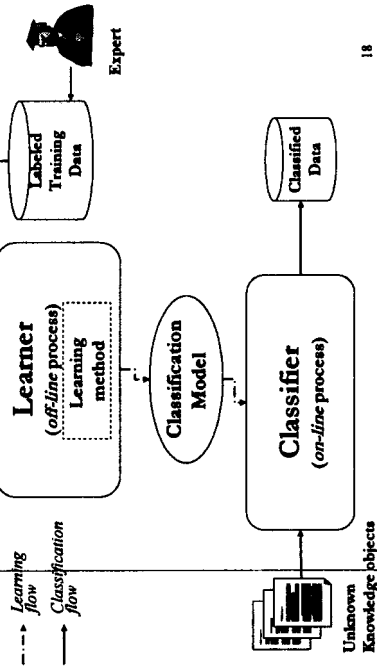 Learning
flow
Classification
flow
Learner
(off-line process)
Learning
method
Labeled
Training
Data
Expert
Classification
Model
Classifier
(on-line process)
Classified
Data
Unknown
Knowledge objects
18